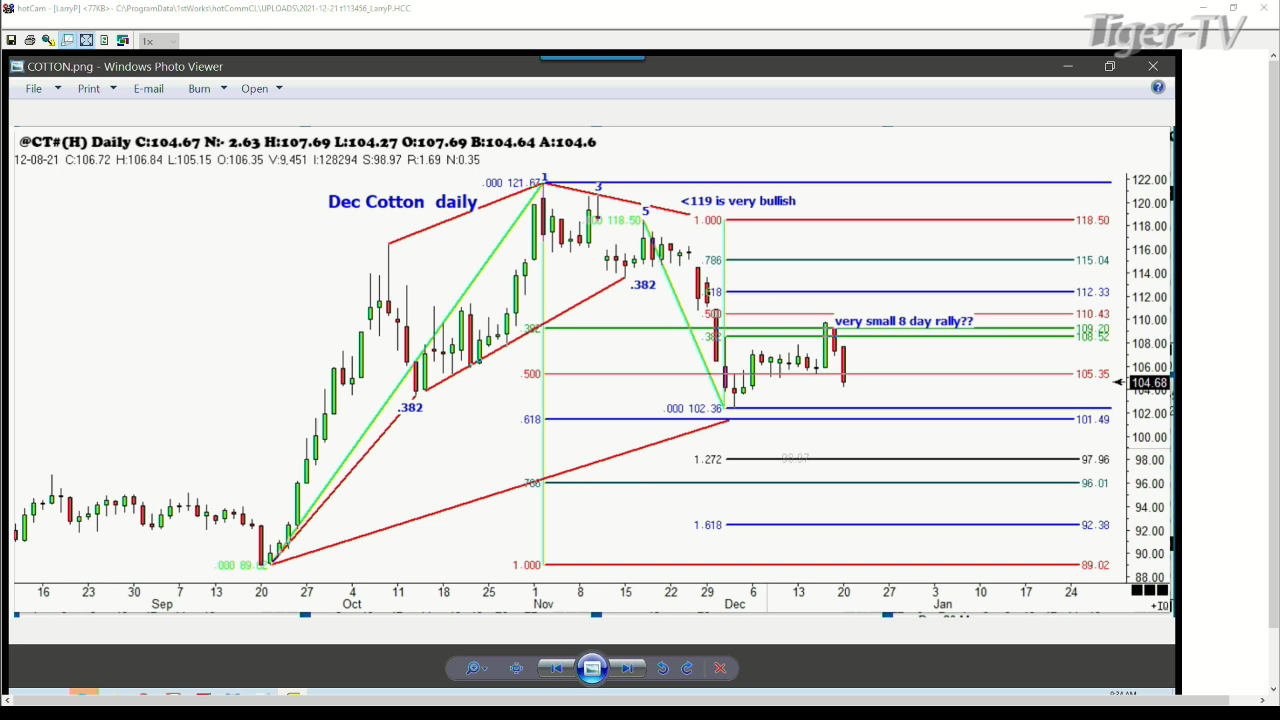 hotCam - [LarryP] <77KB> - C:\ProgramData\1stWorks\hotCommCL\UPLOADS\2021-12-21 t113456_LarryP.HCC
Tiger-TV
1x
COTTON.png - Windows Photo Viewer
File Print E-mail Burn Open
@CT#(H) Daily C:104.67 N:- 2.63 H:107.69 L:104.27 O:107.69 B:104.64 A:104.6
12-08-21 C:106.72 H:106.84 L:105.15 O:106.35 V:9,451 I:128294 S:98.97 R:1.69 N:0.35
.000 121.67 1 122.00
3
Dec Cotton daily <119 is very bullish 120.00
5
118.50 1.000 118.50
118.00
116.00
.786 115.04
114.00
.382
112.33
112.00
.500 110.43
110.00
very small 8 day rally??
109.20
108.52
108.00
106.00
.500 105.35
104.68
.382
.000 102.36
102.00
.618 101.49
100.00
1.272 98.97 97.96
98.00
96.01
96.00
94.00
1.618 92.38
92.00
90.00
.000 89.02 1.000 89.02
88.00
16 23 30 7 13 20 27 4 11 18 25 1 8 15 22 29 6 13 20 27 3 10 17 24
Sep Oct Nov Dec Jan